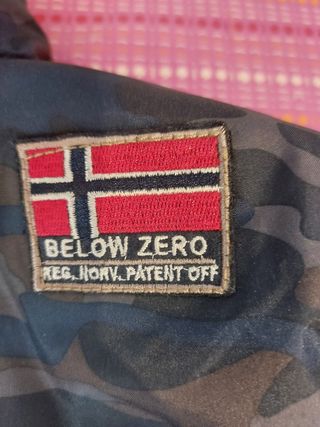 BELOW ZERO
REG. NORV. PATENT OFF